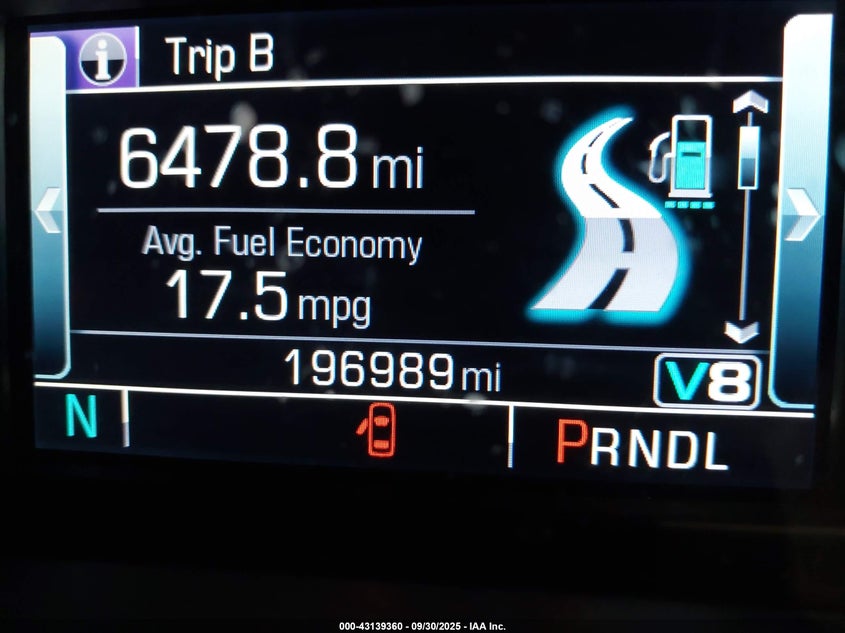 i Trip B
6478.8 mi
Avg. Fuel Economy
17.5 mpg
196989 mi
V8
N
PRNDL
000-43139360 - 09/30/2025 - IAA Inc.